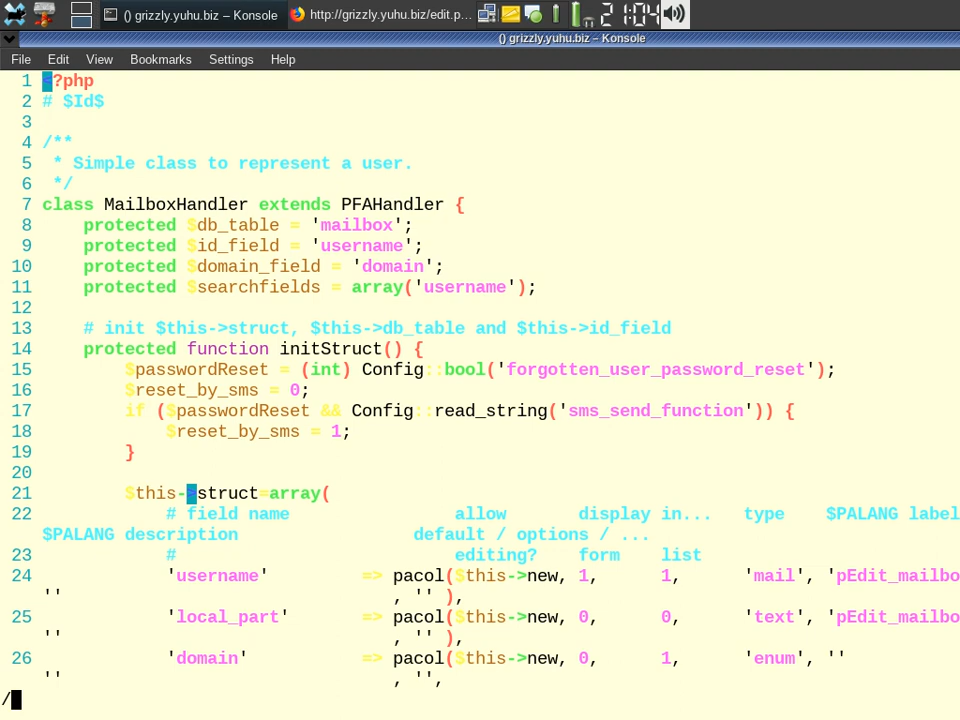 () grizzly.yuhu.biz – Konsole http://grizzly.yuhu.biz/edit.p... 21:04
() grizzly.yuhu.biz – Konsole
File Edit View Bookmarks Settings Help
1 <?php
2 # $Id$
3
4 /**
5  * Simple class to represent a user.
6  */
7 class MailboxHandler extends PFAHandler {
8     protected $db_table = 'mailbox';
9     protected $id_field = 'username';
10     protected $domain_field = 'domain';
11     protected $searchfields = array('username');
12
13     # init $this->struct, $this->db_table and $this->id_field
14     protected function initStruct() {
15         $passwordReset = (int) Config::bool('forgotten_user_password_reset');
16         $reset_by_sms = 0;
17         if ($passwordReset && Config::read_string('sms_send_function')) {
18             $reset_by_sms = 1;
19         }
20
21         $this->struct=array(
22             # field name                allow       display in...   type    $PALANG label
$PALANG description                 default / options / ...
23             #                           editing?    form    list
24             'username'         => pacol($this->new, 1,      1,      'mail', 'pEdit_mailbo
''                                , '' ),
25             'local_part'       => pacol($this->new, 0,      0,      'text', 'pEdit_mailbo
''                                , '' ),
26             'domain'           => pacol($this->new, 0,      1,      'enum', ''
''                                , '',
/